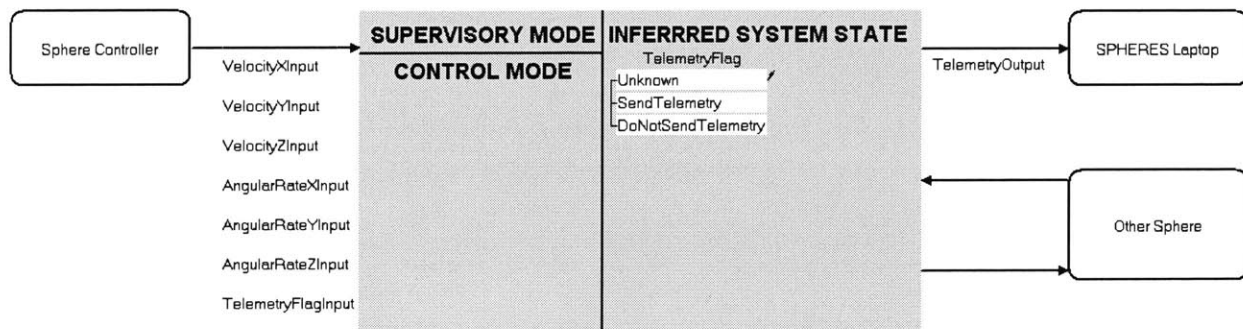 Sphere Controller
VelocityXInput
VelocityYInput
VelocityZInput
AngularRateXInput
AngularRateYInput
AngularRateZInput
TelemetryFlagInput
SUPERVISORY MODE
CONTROL MODE
INFERRRED SYSTEM STATE
TelemetryFlag
Unknown
SendTelemetry
DoNotSendTelemetry
TelemetryOutput
SPHERES Laptop
Other Sphere